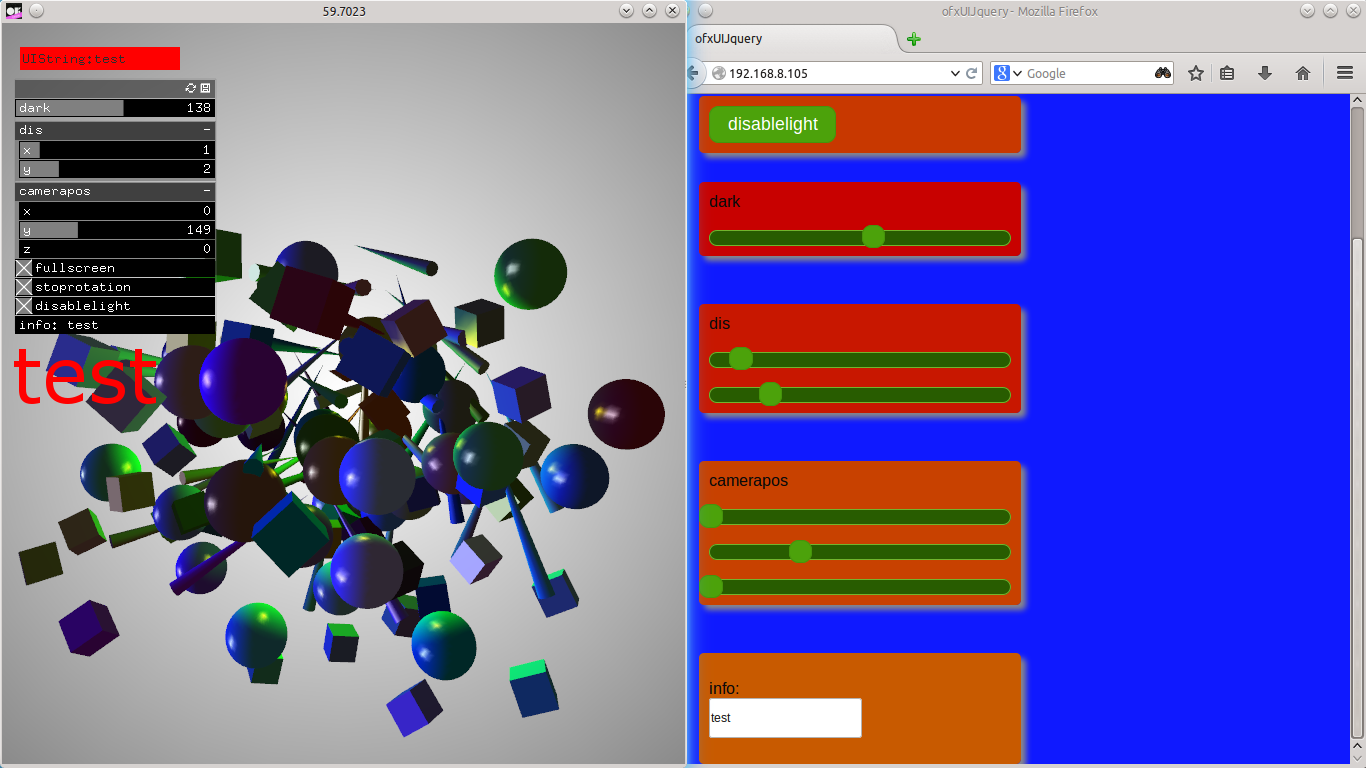 59.7023
UIString:test
dark 138
dis -
x 1
y 2
camerapos -
x 0
y 149
z 0
fullscreen
stoprotation
disablelight
info: test
test
ofxUIJquery - Mozilla Firefox
ofxUIJquery
192.168.8.105
Google
disablelight
dark
dis
camerapos
info:
test